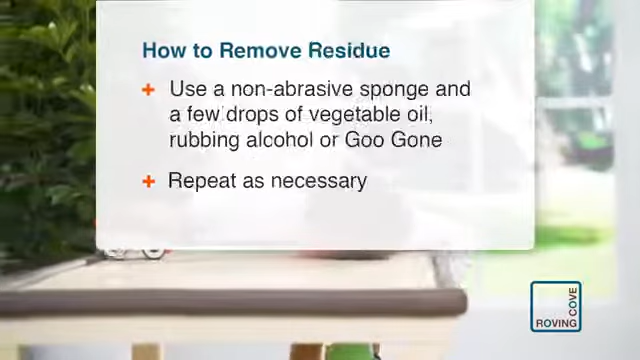 How to Remove Residue
+ Use a non-abrasive sponge and
a few drops of vegetable oil,
rubbing alcohol or Goo Gone
+ Repeat as necessary
ROVING COVE